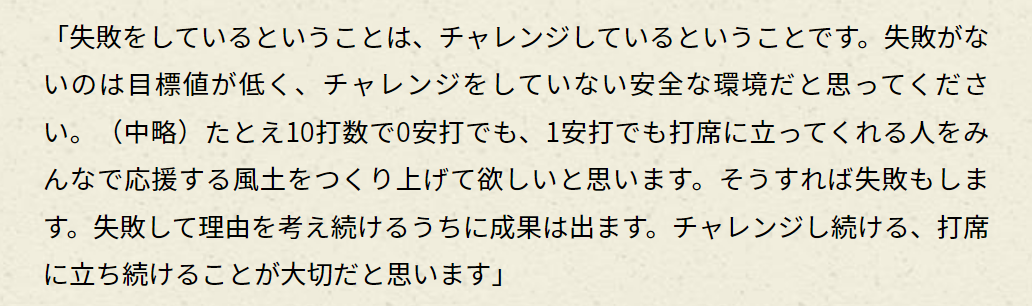 「失敗をしているということは、チャレンジしているということです。失敗がな
いのは目標値が低く、チャレンジをしていない安全な環境だと思ってくださ
い。（中略）たとえ10打数で0安打でも、1安打でも打席に立ってくれる人をみ
んなで応援する風土をつくり上げて欲しいと思います。そうすれば失敗もしま
す。失敗して理由を考え続けるうちに成果は出ます。チャレンジし続ける、打席
に立ち続けることが大切だと思います」